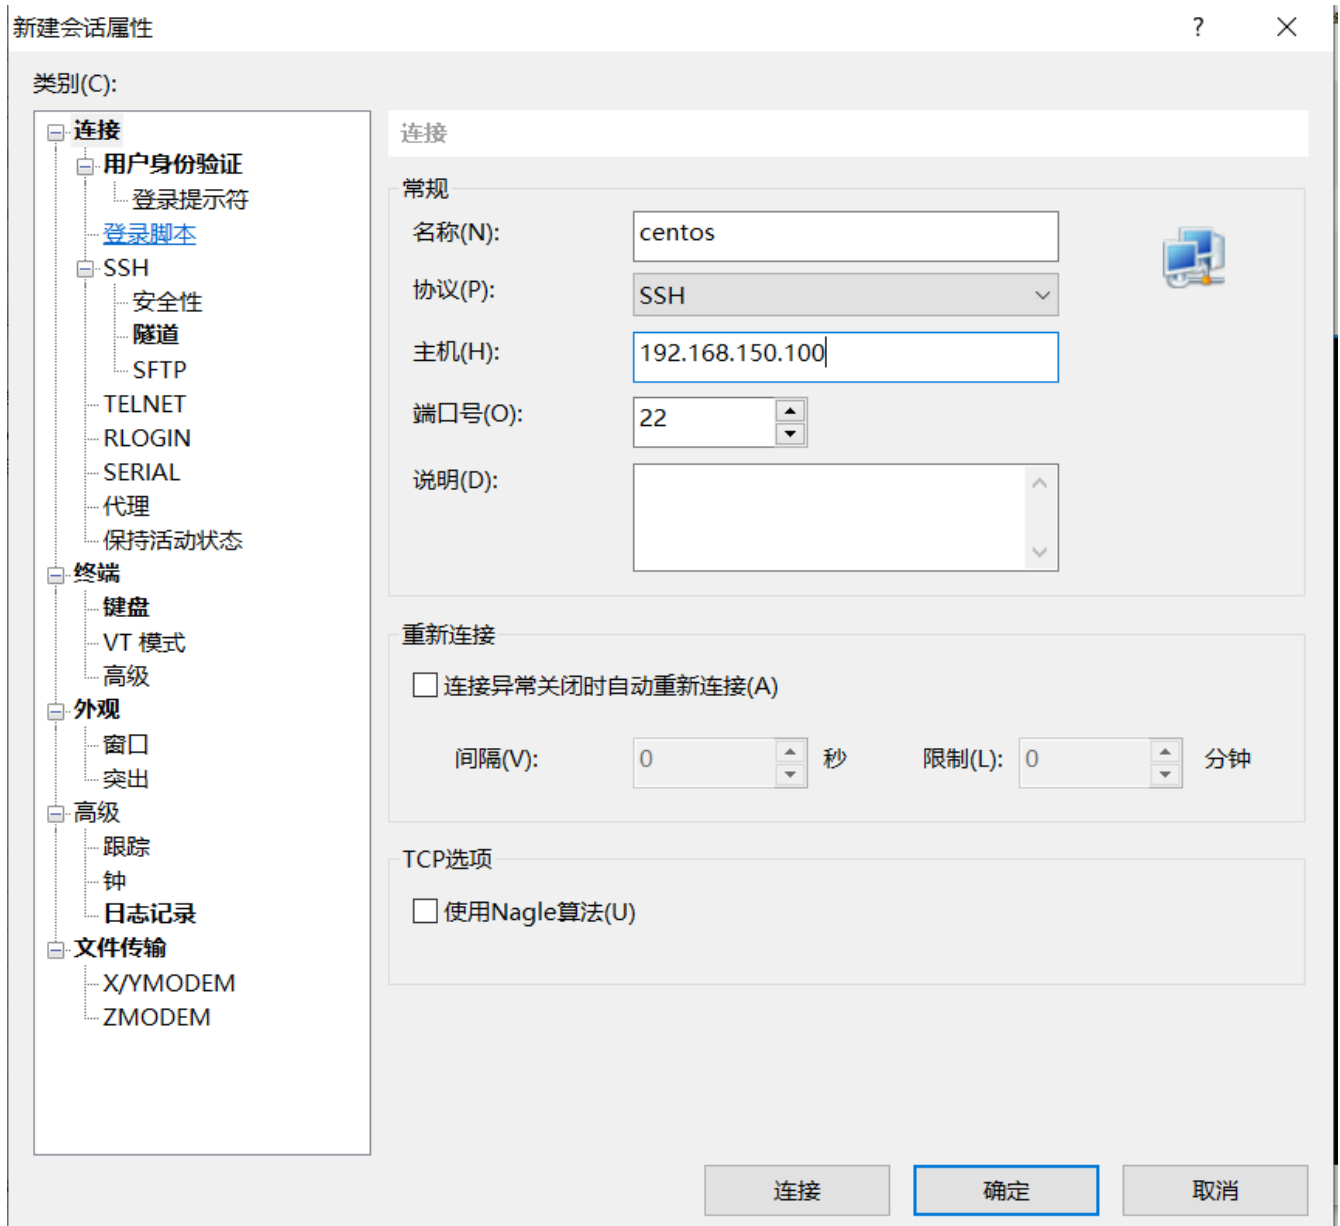 新建会话属性
?
类别(C):
连接
用户身份验证
登录提示符
登录脚本
SSH
安全性
隧道
SFTP
TELNET
RLOGIN
SERIAL
代理
保持活动状态
终端
键盘
VT 模式
高级
外观
窗口
突出
高级
跟踪
钟
日志记录
文件传输
X/YMODEM
ZMODEM
连接
常规
名称(N): centos
协议(P): SSH
主机(H): 192.168.150.100
端口号(O): 22
说明(D):
重新连接
连接异常关闭时自动重新连接(A)
间隔(V): 0 秒 限制(L): 0 分钟
TCP选项
使用Nagle算法(U)
连接 确定 取消